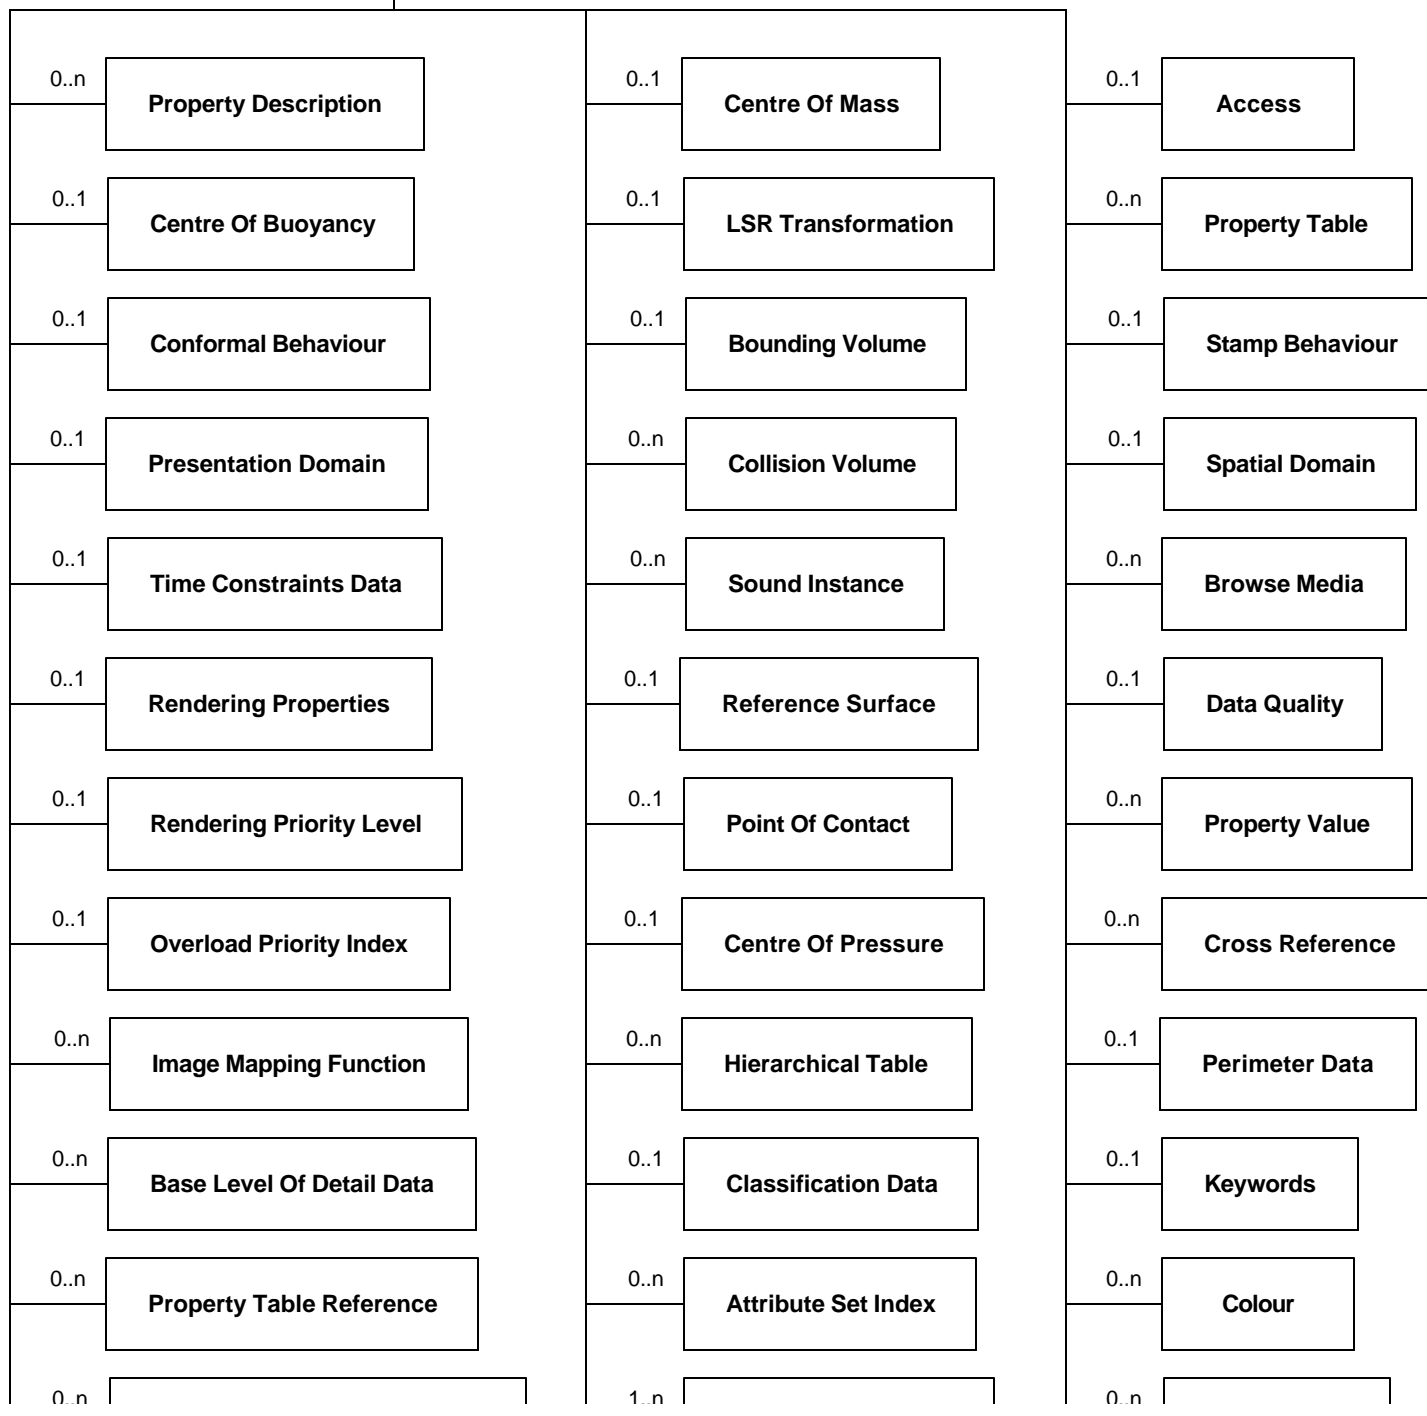 0..n
Property Description
0..1
Centre Of Mass
0..1
Access
0..1
Centre Of Buoyancy
0..1
LSR Transformation
0..n
Property Table
0..1
Conformal Behaviour
0..1
Bounding Volume
0..1
Stamp Behaviour
0..1
Presentation Domain
0..n
Collision Volume
0..1
Spatial Domain
0..1
Time Constraints Data
0..n
Sound Instance
0..n
Browse Media
0..1
Rendering Properties
0..1
Reference Surface
0..1
Data Quality
0..1
Rendering Priority Level
0..1
Point Of Contact
0..n
Property Value
0..1
Overload Priority Index
0..1
Centre Of Pressure
0..n
Cross Reference
0..n
Image Mapping Function
0..n
Hierarchical Table
0..1
Perimeter Data
0..n
Base Level Of Detail Data
0..1
Classification Data
0..1
Keywords
0..n
Property Table Reference
0..n
Attribute Set Index
0..n
Colour
0..n
1..n
0..n